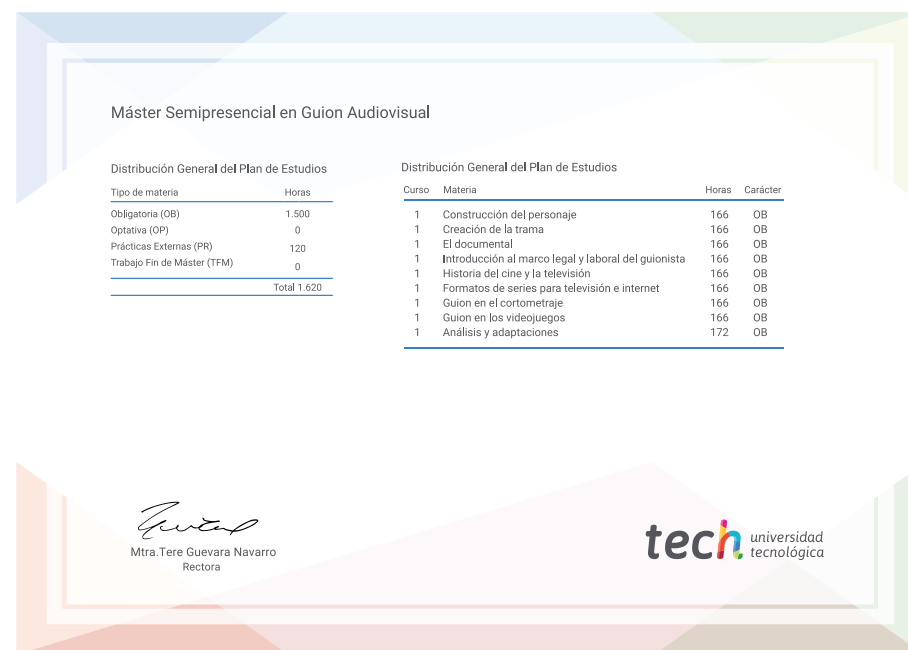 Máster Semipresencial en Guion Audiovisual
Distribución General del Plan de Estudios
Tipo de materia Horas
Obligatoria (OB) 1.500
Optativa (OP) 0
Prácticas Externas (PR) 120
Trabajo Fin de Máster (TFM) 0
Total 1.620
Distribución General del Plan de Estudios
Curso Materia Horas Carácter
1 Construcción del personaje 166 OB
1 Creación de la trama 166 OB
1 El documental 166 OB
1 Introducción al marco legal y laboral del guionista 166 OB
1 Historia del cine y la televisión 166 OB
1 Formatos de series para televisión e internet 166 OB
1 Guion en el cortometraje 166 OB
1 Guion en los videojuegos 166 OB
1 Análisis y adaptaciones 172 OB
Mtra.Tere Guevara Navarro
Rectora
tech universidad
tecnológica